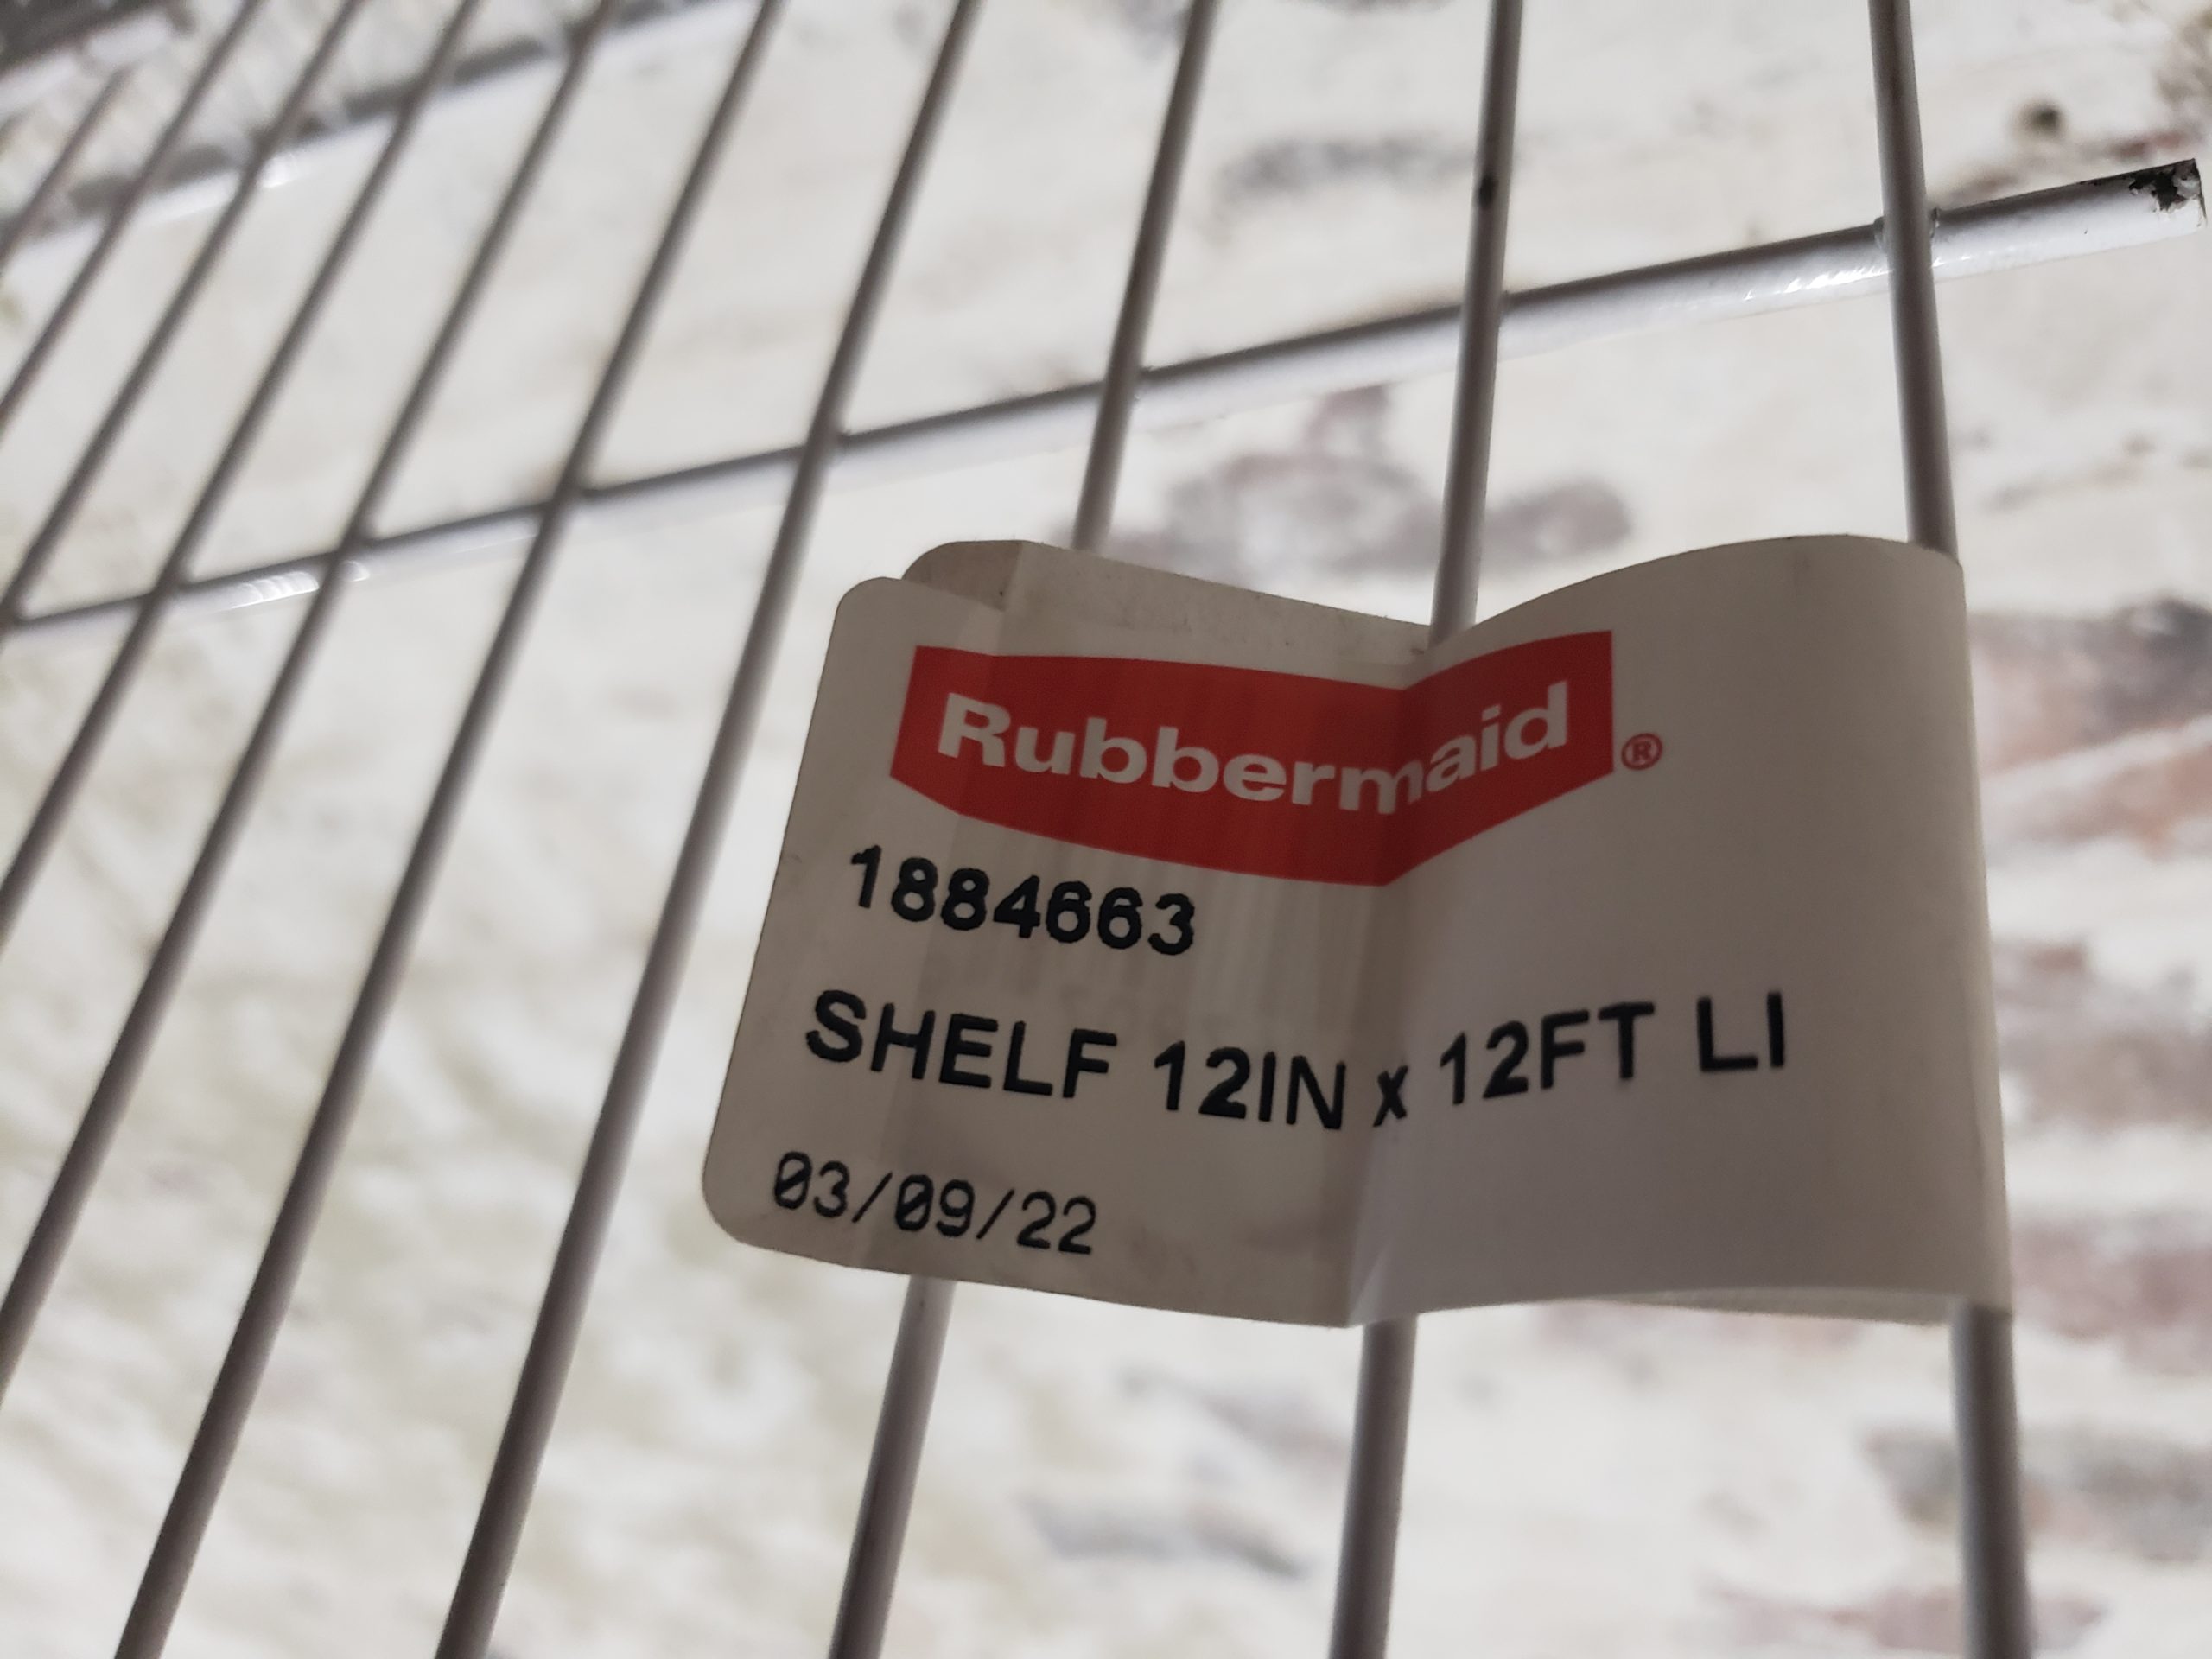 Rubbermaid®
1884663
SHELF 12IN x 12FT LI
03/09/22